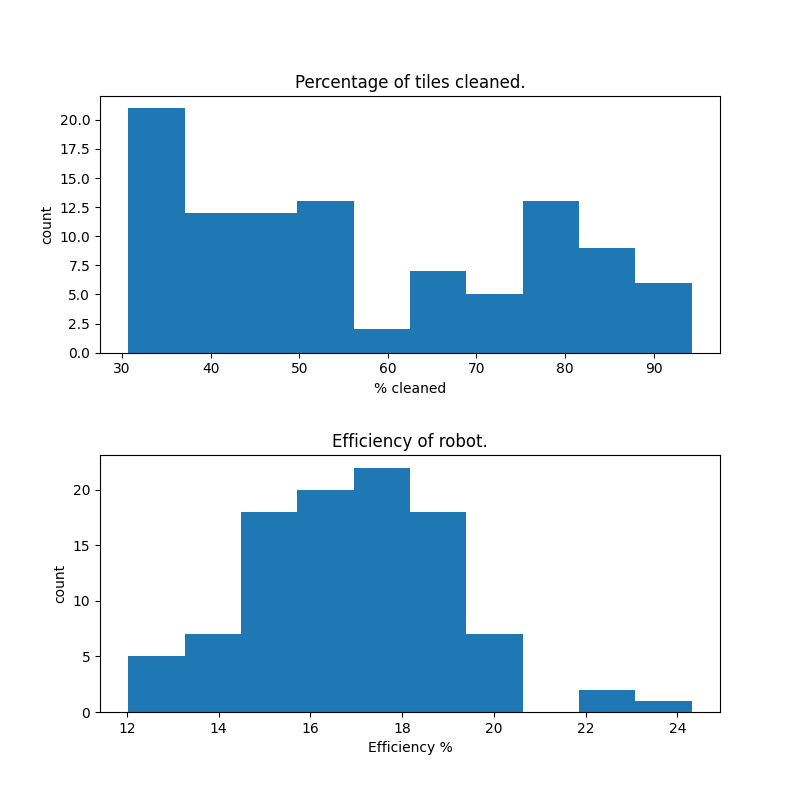 Percentage of tiles cleaned.
20.0
17.5
15.0
12.5
10.0
7.5
5.0
2.5
0.0
count
30 40 50 60 70 80 90
% cleaned
Efficiency of robot.
20
15
10
5
0
count
12 14 16 18 20 22 24
Efficiency %